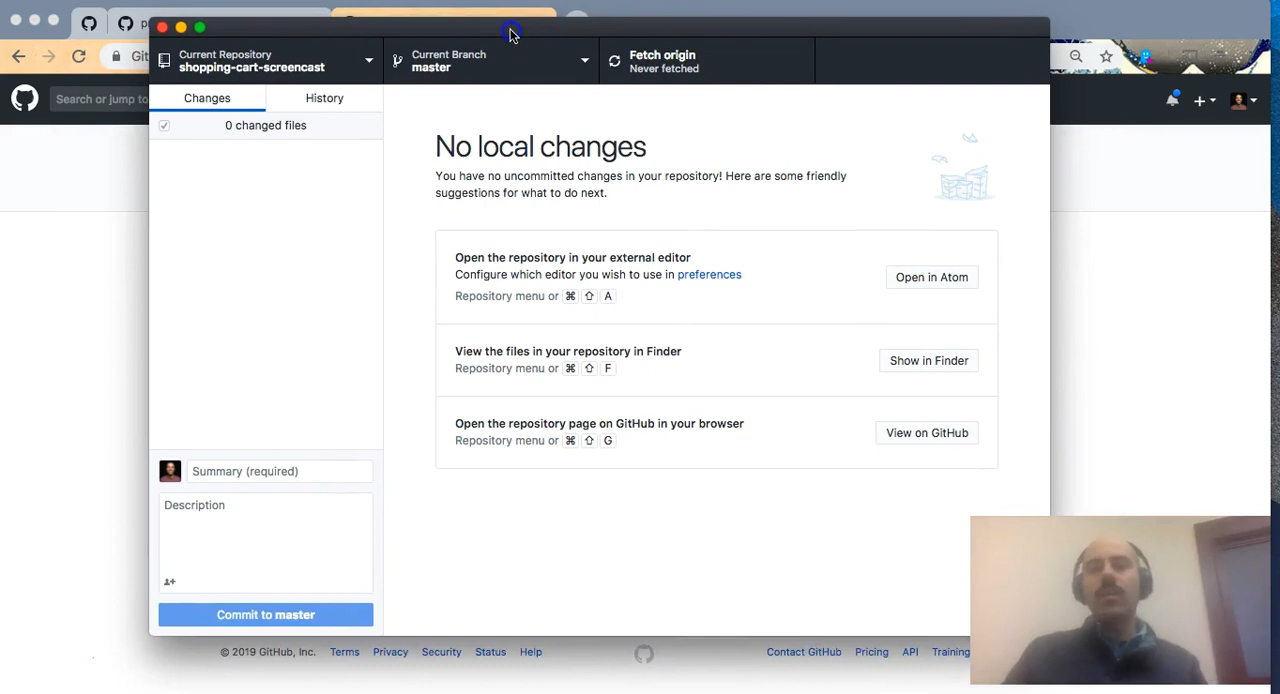 Git
Search or jump to
Current Repository
shopping-cart-screencast
Current Branch
master
Fetch origin
Never fetched
Changes
History
0 changed files
No local changes
You have no uncommitted changes in your repository! Here are some friendly
suggestions for what to do next.
Open the repository in your external editor
Configure which editor you wish to use in preferences
Repository menu or ⌘ ⇧ A
Open in Atom
View the files in your repository in Finder
Repository menu or ⌘ ⇧ F
Show in Finder
Open the repository page on GitHub in your browser
Repository menu or ⌘ ⇧ G
View on GitHub
Summary (required)
Description
Commit to master
© 2019 GitHub, Inc. Terms Privacy Security Status Help
Contact GitHub Pricing API Training